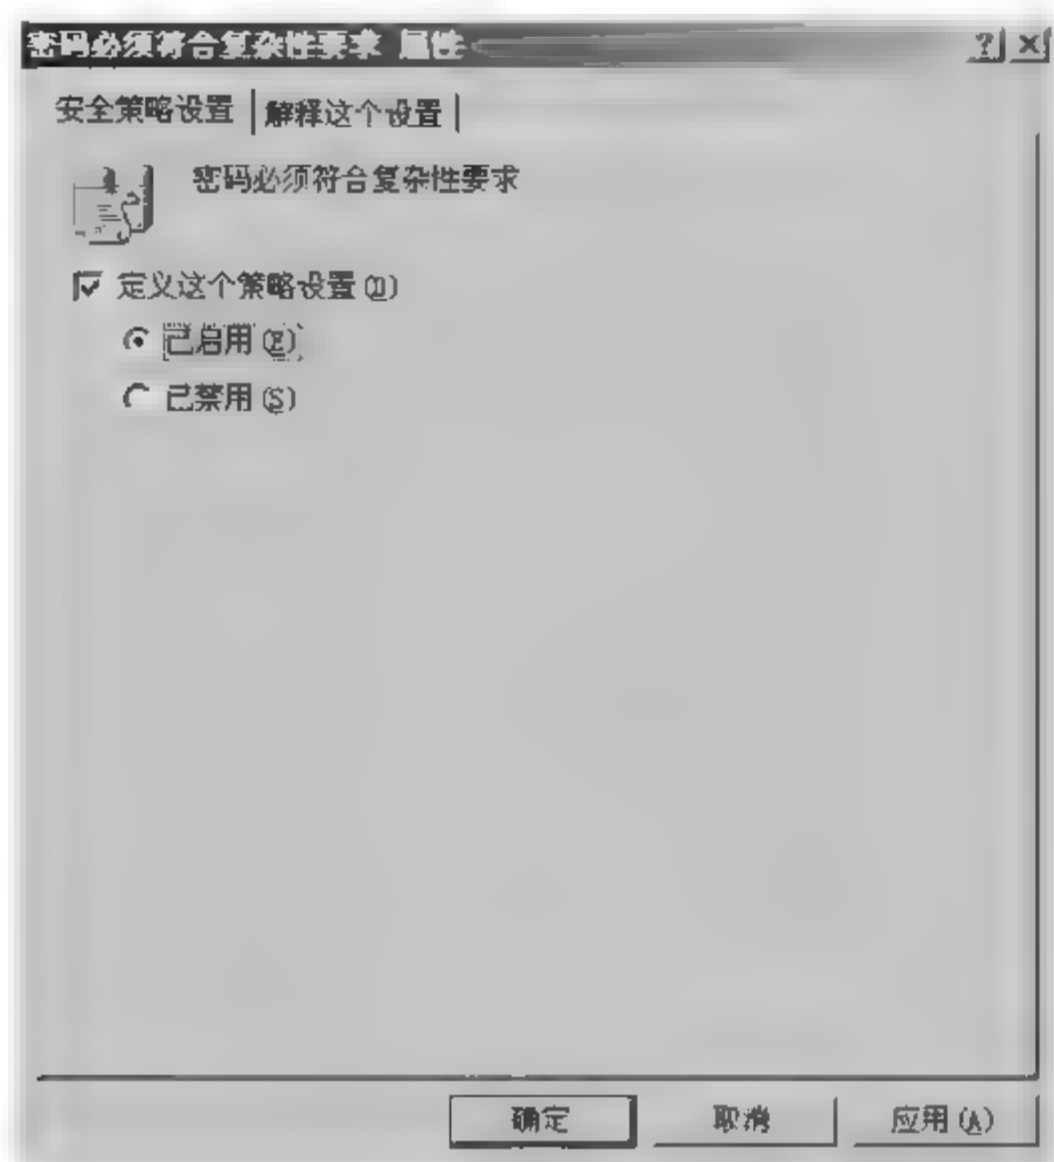 密码必须符合复杂性要求 属性
安全策略设置 解释这个设置
密码必须符合复杂性要求
定义这个策略设置(D)
已启用(E)
已禁用(S)
确定 取消 应用(A)